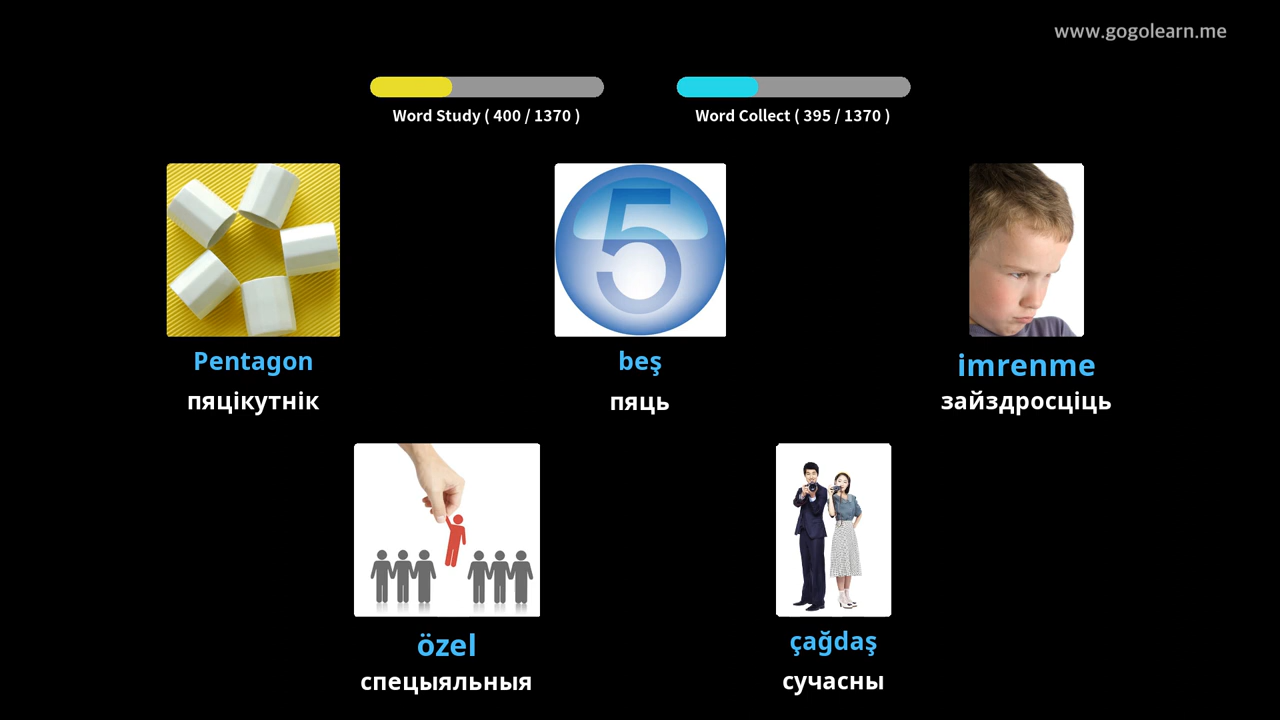 www.gogolearn.me
Word Study ( 400 / 1370 )
Word Collect ( 395 / 1370 )
5
Pentagon
пяцікутнік
beş
пяць
imrenme
зайздросціць
özel
спецыяльныя
çağdaş
сучасны